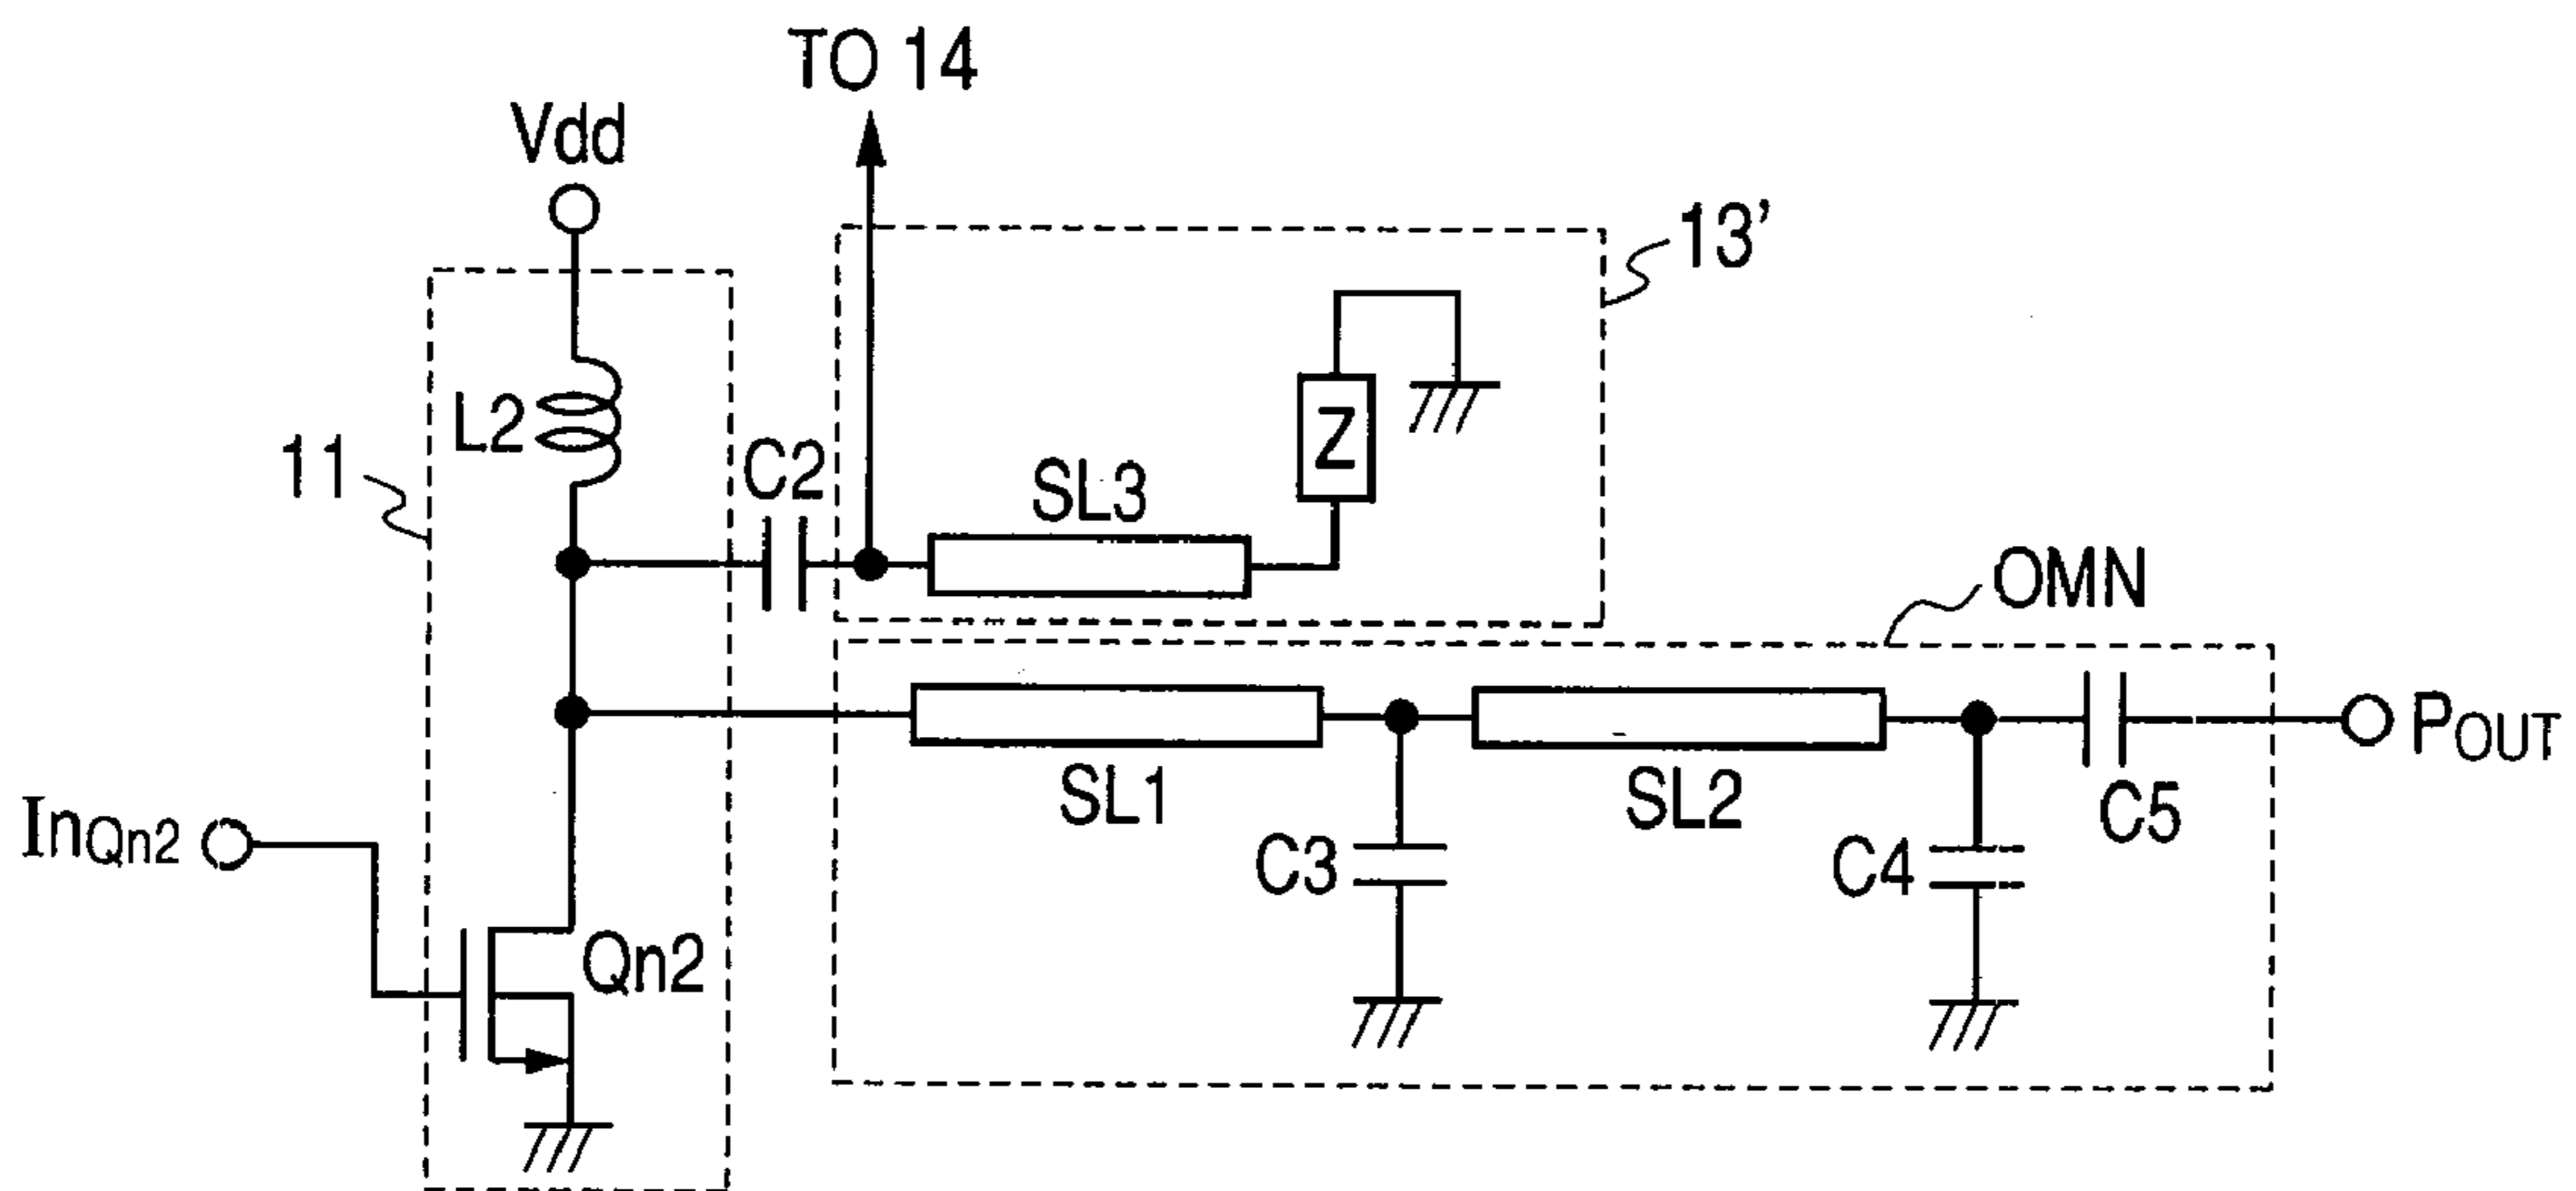 TO 14
Vdd
13’
L2
11
C2
SL3
Z
OMN
SL1
SL2
POUT
C5
InQn2
C3
C4
Qn2